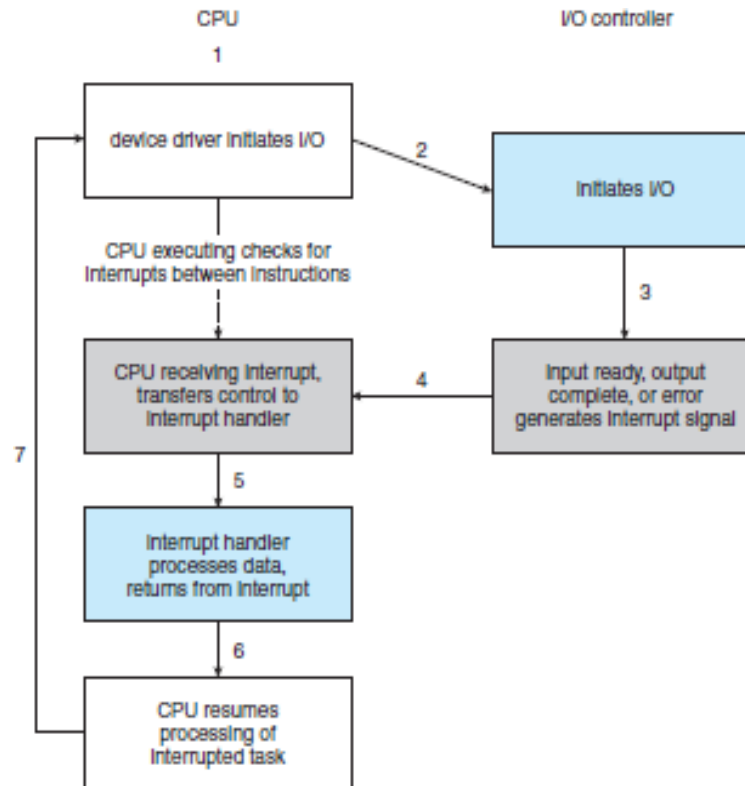 CPU
I/O controller
1
device driver initiates I/O
2
initiates I/O
CPU executing checks for
interrupts between instructions
3
CPU receiving interrupt,
transfers control to
interrupt handler
4
input ready, output
complete, or error
generates interrupt signal
7
5
interrupt handler
processes data,
returns from interrupt
6
CPU resumes
processing of
interrupted task